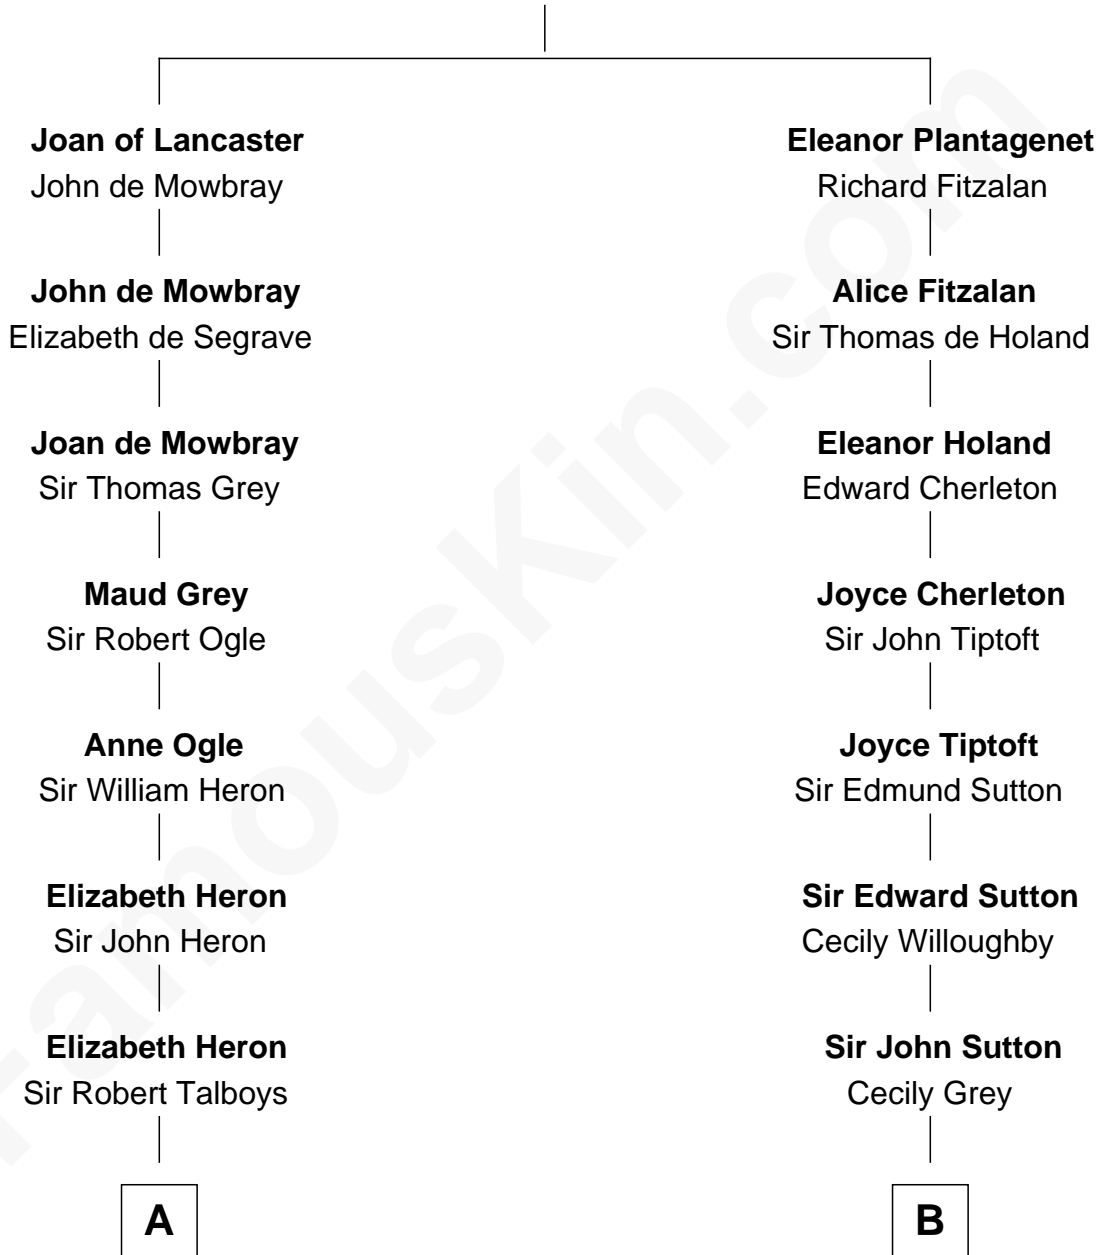 Joan of Lancaster
John de Mowbray
John de Mowbray
Elizabeth de Segrave
Joan de Mowbray
Sir Thomas Grey
Maud Grey
Sir Robert Ogle
Anne Ogle
Sir William Heron
Elizabeth Heron
Sir John Heron
Elizabeth Heron
Sir Robert Talboys
A
Eleanor Plantagenet
Richard Fitzalan
Alice Fitzalan
Sir Thomas de Holand
Eleanor Holand
Edward Cherleton
Joyce Cherleton
Sir John Tiptoft
Joyce Tiptoft
Sir Edmund Sutton
Sir Edward Sutton
Cecily Willoughby
Sir John Sutton
Cecily Grey
B
FamousKin.com